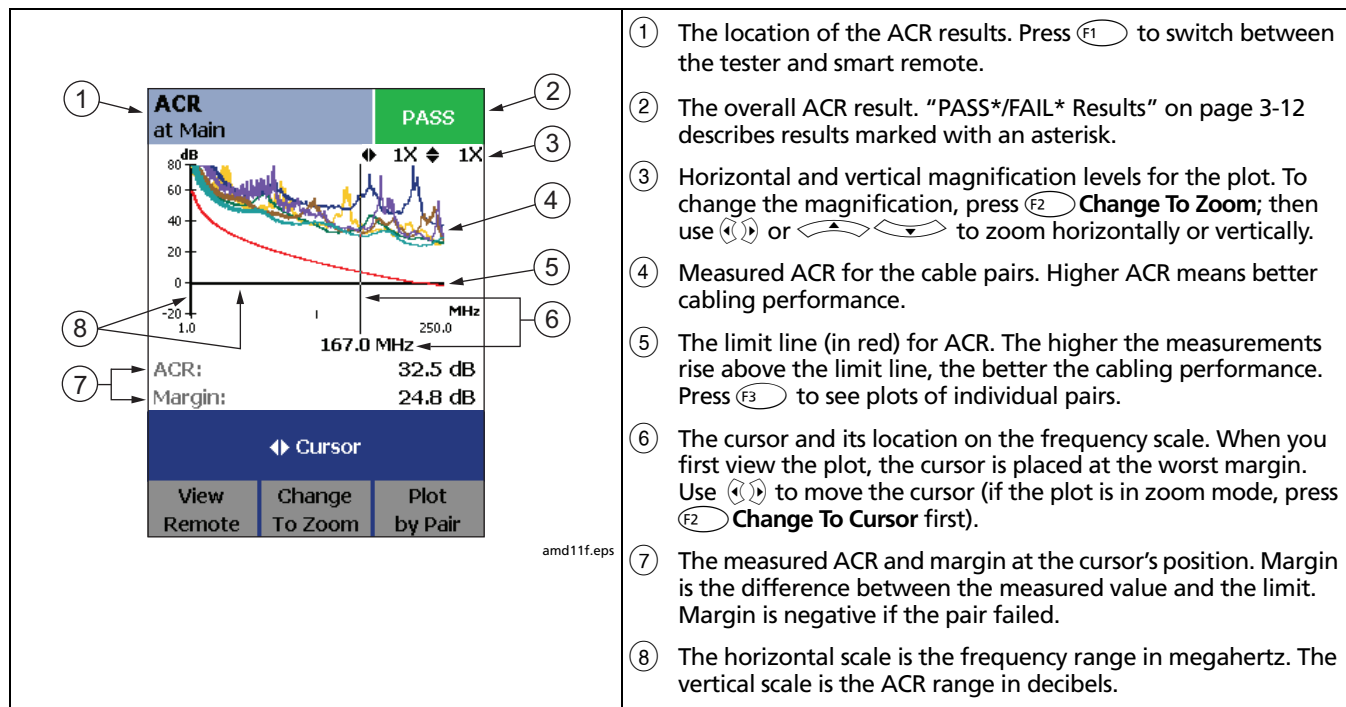 1
ACR
at Main
PASS
2
1X 1X
3
dB
80
60
40
20
0
-20
4
5
MHz
1.0
250.0
167.0 MHz
6
8
7
ACR: 32.5 dB
Margin: 24.8 dB
Cursor
View Remote
Change To Zoom
Plot by Pair
amd11f.eps
1 The location of the ACR results. Press F1 to switch between
the tester and smart remote.
2 The overall ACR result. “PASS*/FAIL* Results” on page 3-12
describes results marked with an asterisk.
3 Horizontal and vertical magnification levels for the plot. To
change the magnification, press F2 Change To Zoom; then
use or to zoom horizontally or vertically.
4 Measured ACR for the cable pairs. Higher ACR means better
cabling performance.
5 The limit line (in red) for ACR. The higher the measurements
rise above the limit line, the better the cabling performance.
Press F3 to see plots of individual pairs.
6 The cursor and its location on the frequency scale. When you
first view the plot, the cursor is placed at the worst margin.
Use to move the cursor (if the plot is in zoom mode, press
F2 Change To Cursor first).
7 The measured ACR and margin at the cursor’s position. Margin
is the difference between the measured value and the limit.
Margin is negative if the pair failed.
8 The horizontal scale is the frequency range in megahertz. The
vertical scale is the ACR range in decibels.